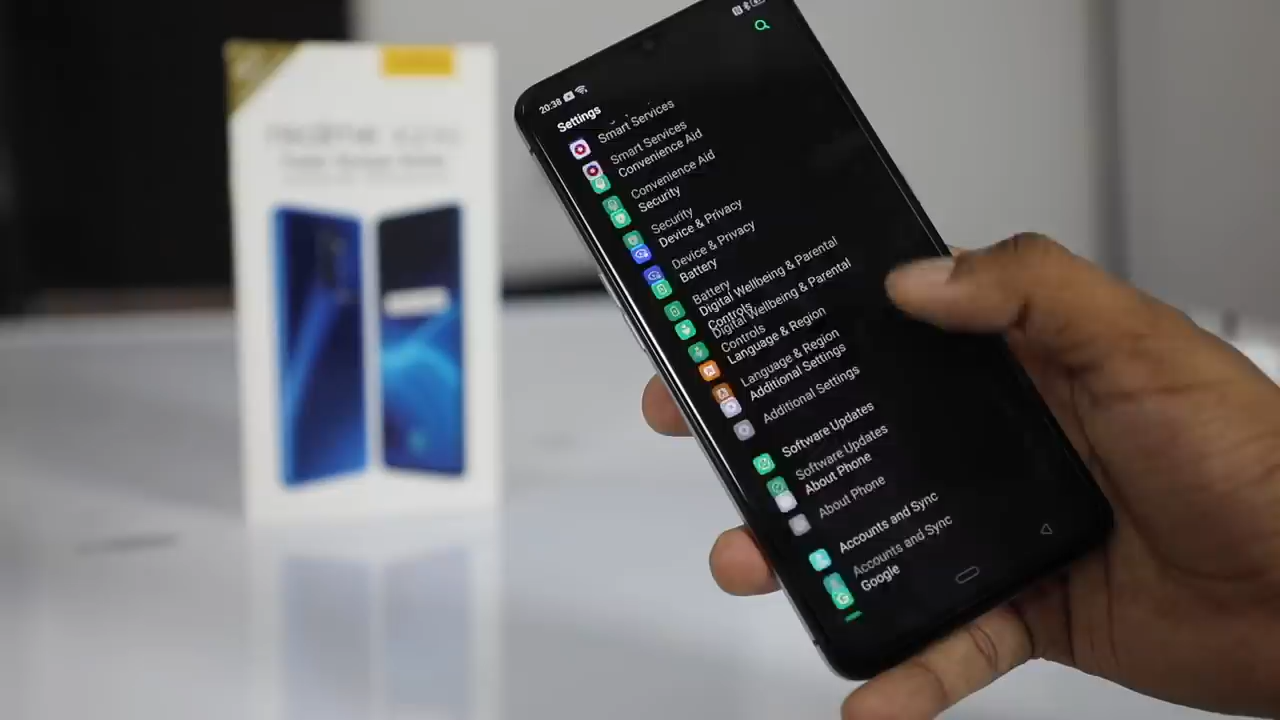 20:38
Settings
Smart Services
Smart Services
Convenience Aid
Convenience Aid
Security
Security
Device & Privacy
Device & Privacy
Battery
Battery
Digital Wellbeing & Parental
Controls
Digital Wellbeing & Parental
Controls
Language & Region
Language & Region
Additional Settings
Additional Settings
Software Updates
Software Updates
About Phone
About Phone
Accounts and Sync
Accounts and Sync
Google